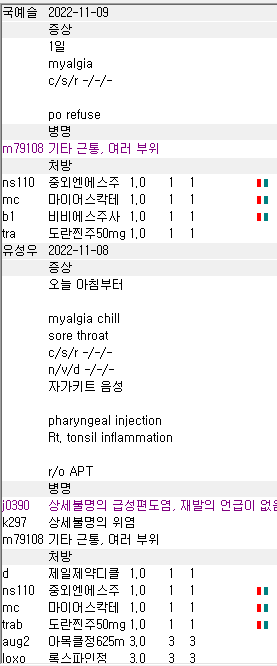 국예슬 2022-11-09
증상
1일
myalgia
c/s/r -/-/-
po refuse
병명
m79108 기타 근통, 여러 부위
처방
ns110 중외엔에스주 1.0 1 1
mc 마이어스칵테 1.0 1 1
b1 비비에스주사 1.0 1 1
tra 도란찐주50mg 1.0 1 1
유성우 2022-11-08
증상
오늘 아침부터
myalgia chill
sore throat
c/s/r -/-/-
n/v/d -/-/-
자가키트 음성
pharyngeal injection
Rt. tonsil inflammation
r/o APT
병명
j0390 상세불명의 급성편도염, 재발의 언급이 없음
k297 상세불명의 위염
m79108 기타 근통, 여러 부위
처방
d 제일제약디클 1.0 1 1
ns110 중외엔에스주 1.0 1 1
mc 마이어스칵테 1.0 1 1
trab 도란찐주50mg 1.0 1 1
aug2 아목클정625m 3.0 3 3
loxo 록스파인정 3.0 3 3